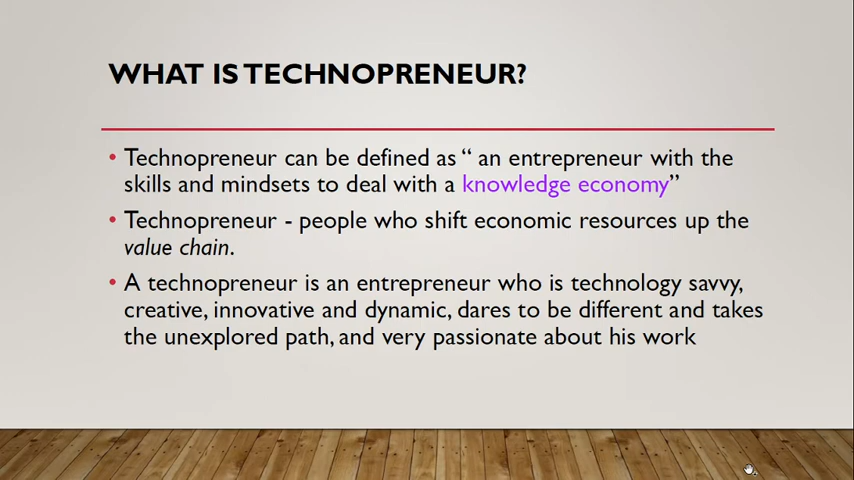 WHAT IS TECHNOPRENEUR?
• Technopreneur can be defined as “ an entrepreneur with the
skills and mindsets to deal with a knowledge economy”
• Technopreneur - people who shift economic resources up the
value chain.
• A technopreneur is an entrepreneur who is technology savvy,
creative, innovative and dynamic, dares to be different and takes
the unexplored path, and very passionate about his work